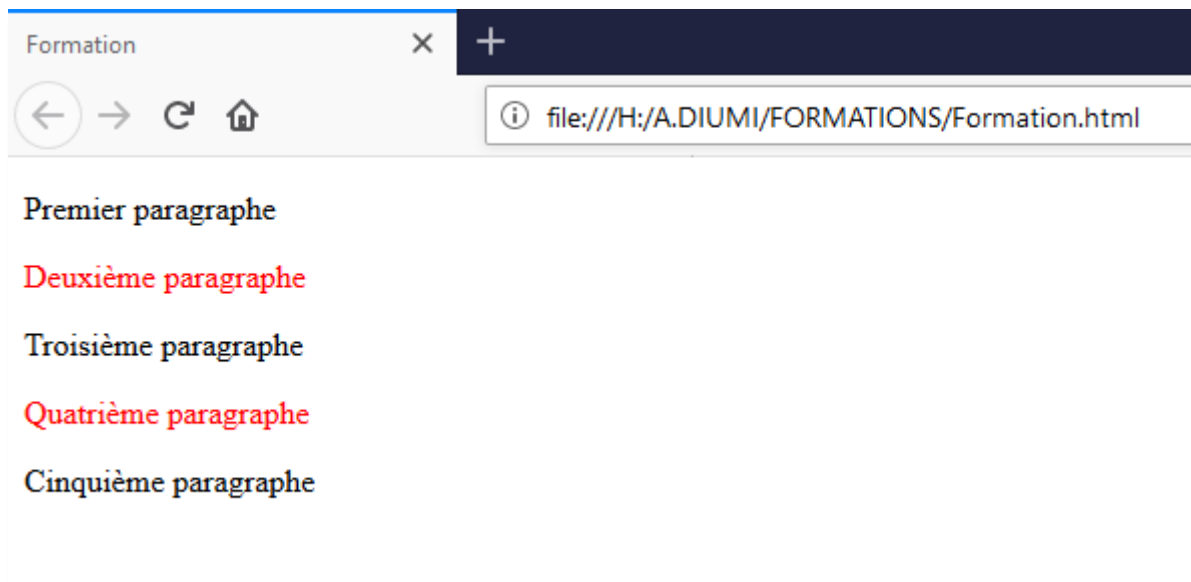 Formation
file:///H:/A.DIUMI/FORMATIONS/Formation.html
Premier paragraphe
Deuxième paragraphe
Troisième paragraphe
Quatrième paragraphe
Cinquième paragraphe